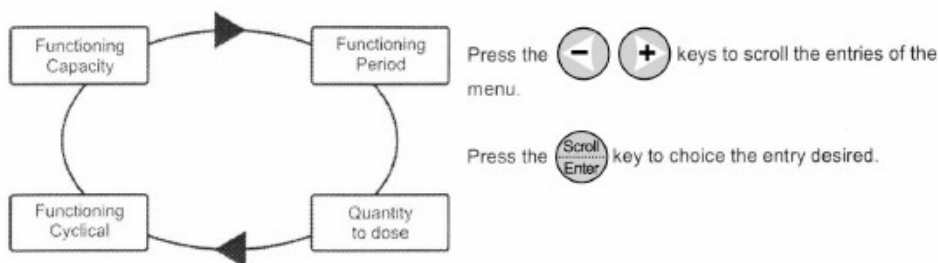 Functioning
Capacity
Functioning
Period
Functioning
Cyclical
Quantity
to dose
Press the − + keys to scroll the entries of the
menu.
Press the Scroll Enter key to choice the entry desired.